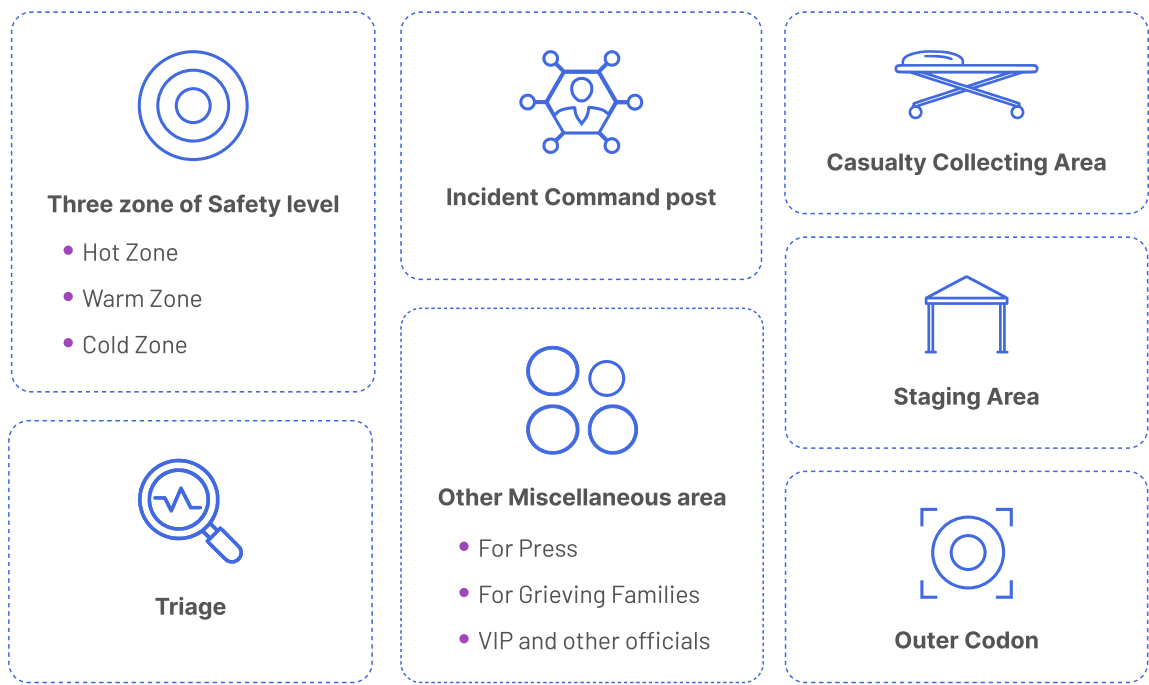 Three zone of Safety level
Hot Zone
Warm Zone
Cold Zone
Triage
Incident Command post
Other Miscellaneous area
For Press
For Grieving Families
VIP and other officials
Casualty Collecting Area
Staging Area
Outer Codon